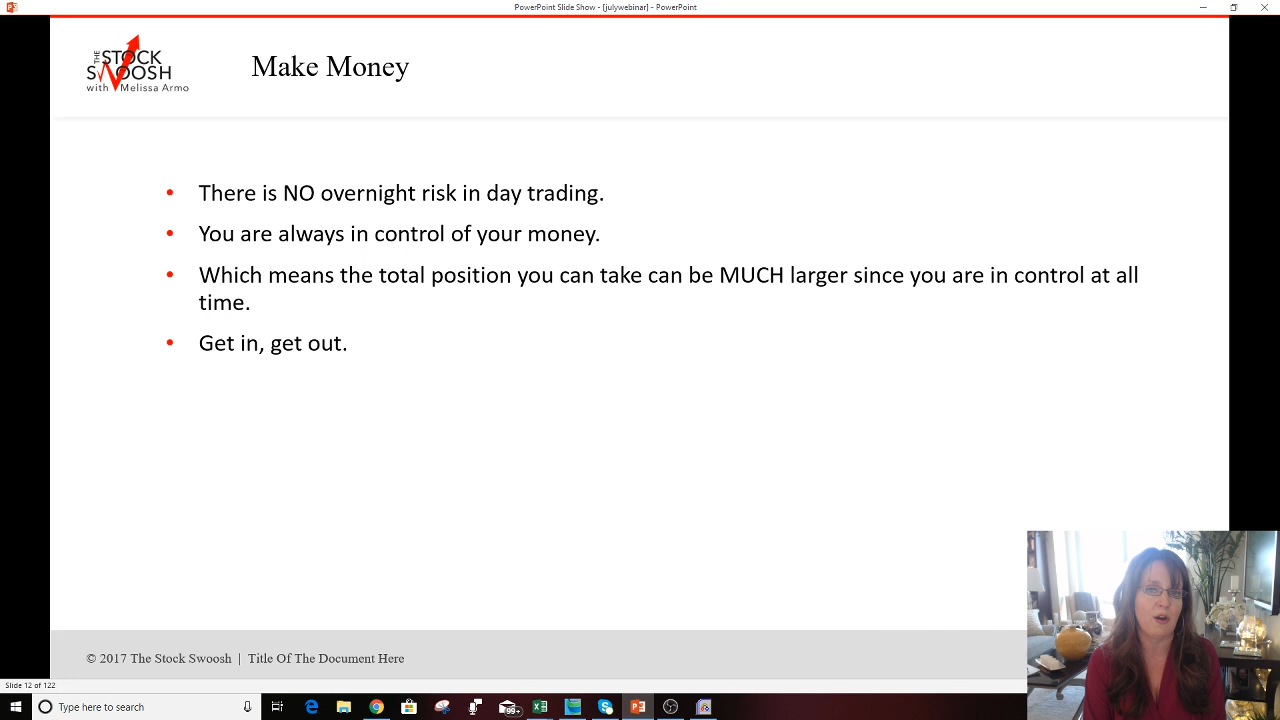 PowerPoint Slide Show - [julywebinar] - PowerPoint
THE
STOCK
SWOOSH
with Melissa Armo
Make Money
• There is NO overnight risk in day trading.
• You are always in control of your money.
• Which means the total position you can take can be MUCH larger since you are in control at all
time.
• Get in, get out.
© 2017 The Stock Swoosh | Title Of The Document Here
Slide 12 of 122
Type here to search
99+